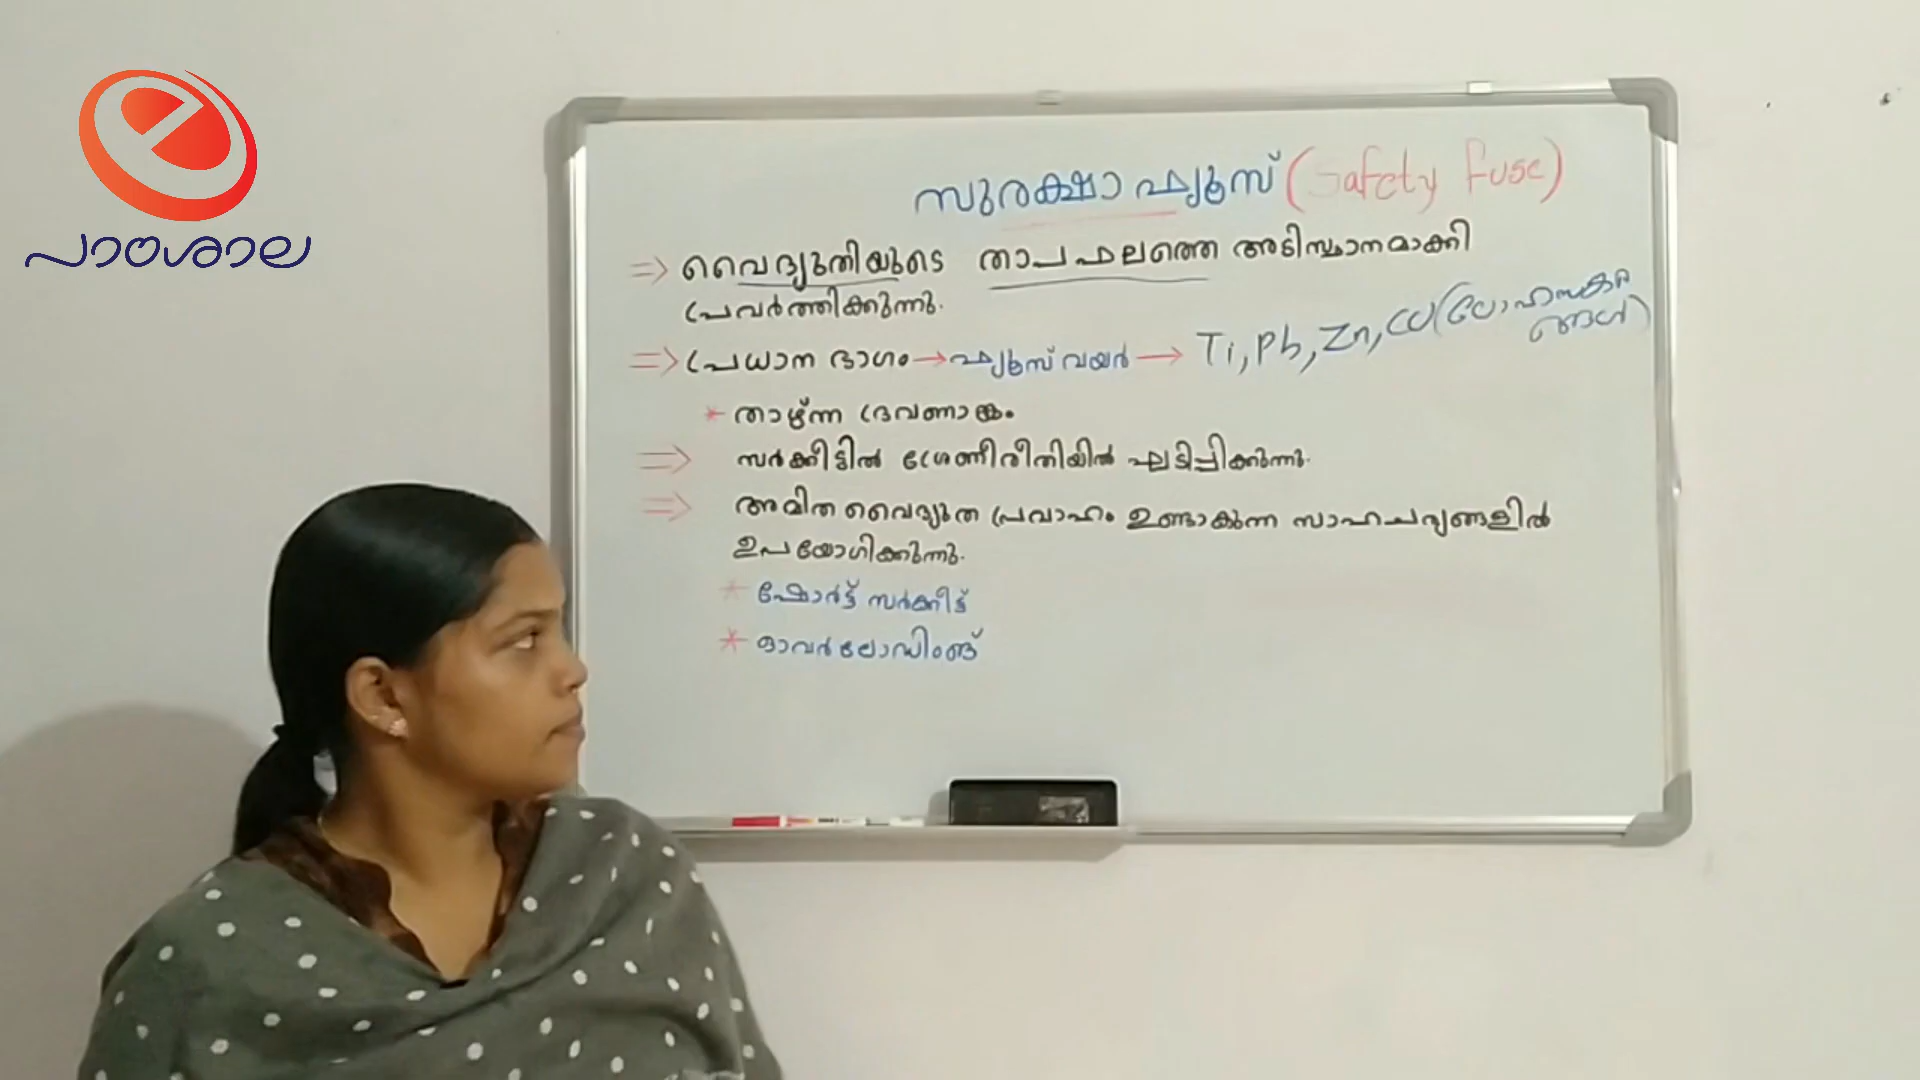 e
പാഠശാല
സുരക്ഷാ ഫ്യൂസ് (Safety fuse)
⇒ വൈദ്യുതിയുടെ താപഫലത്തെ അടിസ്ഥാനമാക്കി
പ്രവർത്തിക്കുന്നു.
⇒ പ്രധാന ഭാഗം → ഫ്യൂസ് വയർ → Ti, Pb, Zn, Cu (ലോഹസങ്കര
ങ്ങൾ)
* താഴ്ന്ന ദ്രവണാങ്കം
⇒ സർക്കീട്ടിൽ ശ്രേണീരീതിയിൽ ഘടിപ്പിക്കുന്നു.
⇒ അമിത വൈദ്യുത പ്രവാഹം ഉണ്ടാകുന്ന സാഹചര്യങ്ങളിൽ
ഉപയോഗിക്കുന്നു.
* ഷോർട്ട് സർക്കീട്ട്
* ഓവർലോഡിംങ്ങ്